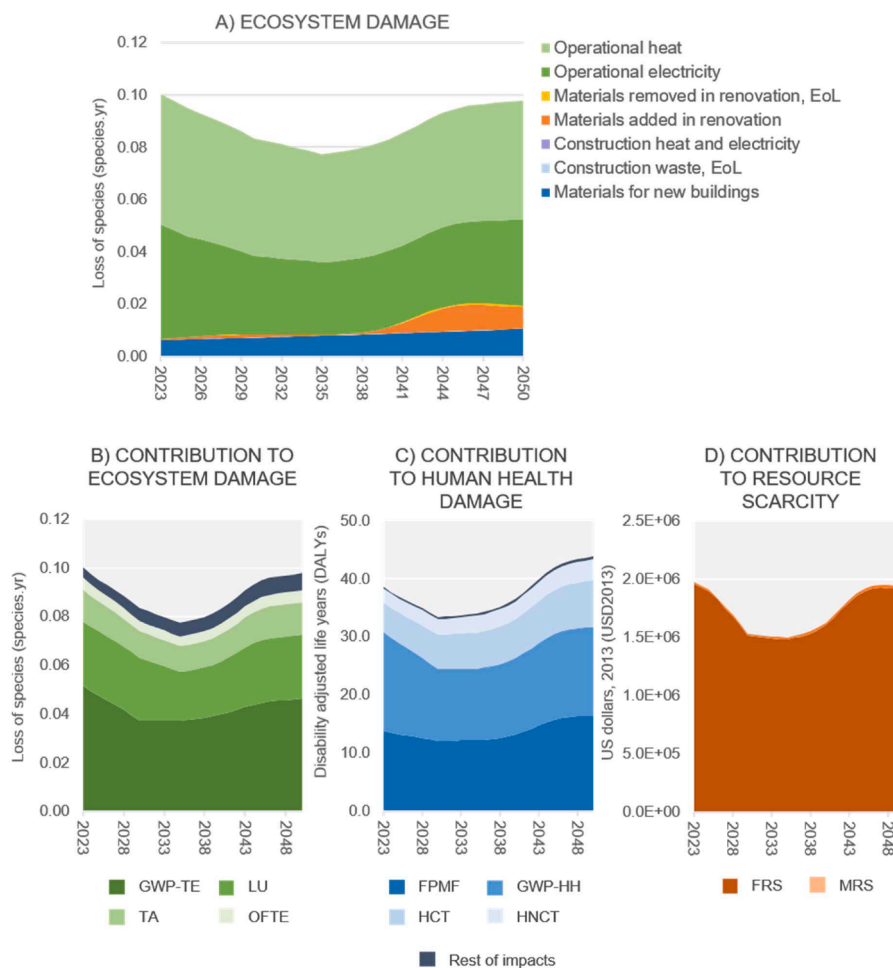 A) ECOSYSTEM DAMAGE
Loss of species (species.yr)
0.12
0.10
0.08
0.06
0.04
0.02
0.00
2023
2026
2029
2032
2035
2038
2041
2044
2047
2050
Operational heat
Operational electricity
Materials removed in renovation, EoL
Materials added in renovation
Construction heat and electricity
Construction waste, EoL
Materials for new buildings
B) CONTRIBUTION TO
ECOSYSTEM DAMAGE
Loss of species (species.yr)
0.12
0.10
0.08
0.06
0.04
0.02
0.00
2023
2028
2033
2038
2043
2048
GWP-TE
LU
TA
OFTE
C) CONTRIBUTION
TO HUMAN HEALTH
DAMAGE
Disability adjusted life years (DALYs)
50.0
40.0
30.0
20.0
10.0
0.0
2023
2028
2033
2038
2043
2048
FPMF
GWP-HH
HCT
HNCT
D) CONTRIBUTION
TO RESOURCE
SCARCITY
US dollars, 2013 (USD2013)
2.5E+06
2.0E+06
1.5E+06
1.0E+06
5.0E+05
0.0E+00
2023
2028
2033
2038
2043
2048
FRS
MRS
Rest of impacts